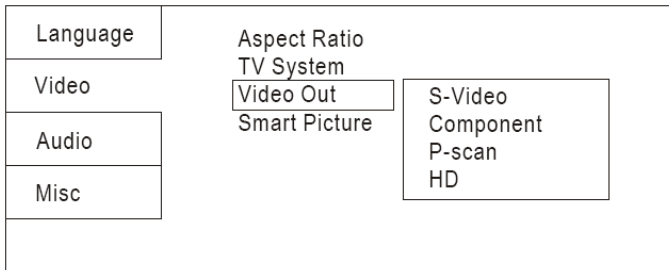 Language
Video
Audio
Misc
Aspect Ratio
TV System
Video Out
Smart Picture
S-Video
Component
P-scan
HD